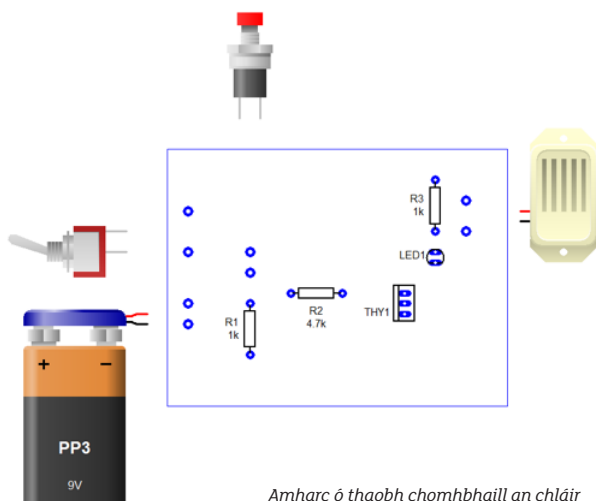 R3
1k
LED1
THY1
R2
4.7k
R1
1k
+ −
PP3
9V
Amharc ó thaobh chomhbhaill an chláir